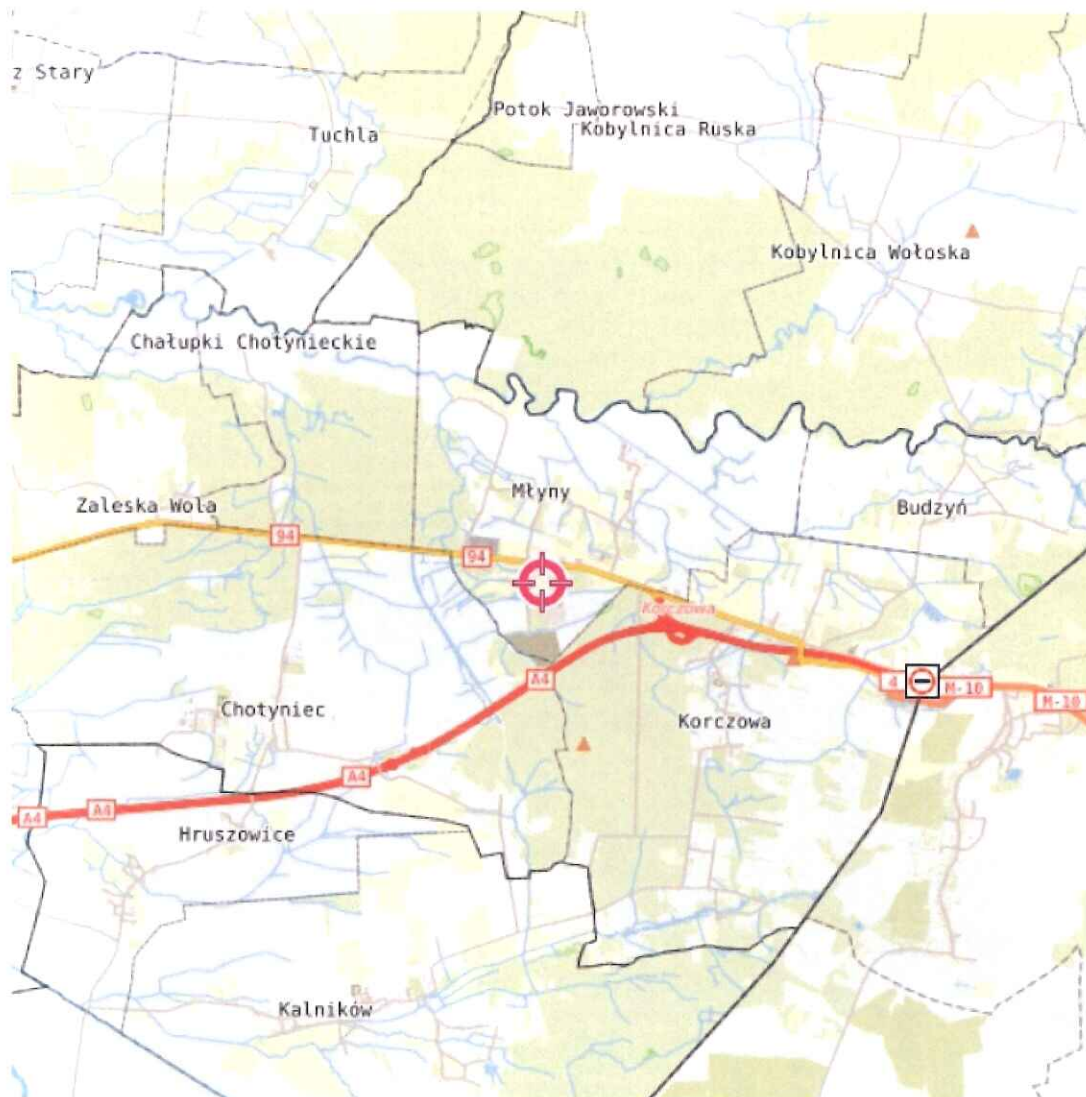 z Stary
Potok Jaworowski
Kobylnica Ruska
Tuchla
Kobylnica Wołoska
Chałupki Chotynieckie
Zaleska Wola
Młyny
Budzyń
94
94
Korczowa
A4
4
M-10
M-10
Chotyniec
Korczowa
A4
A4
A4
Hruszowice
Kalników